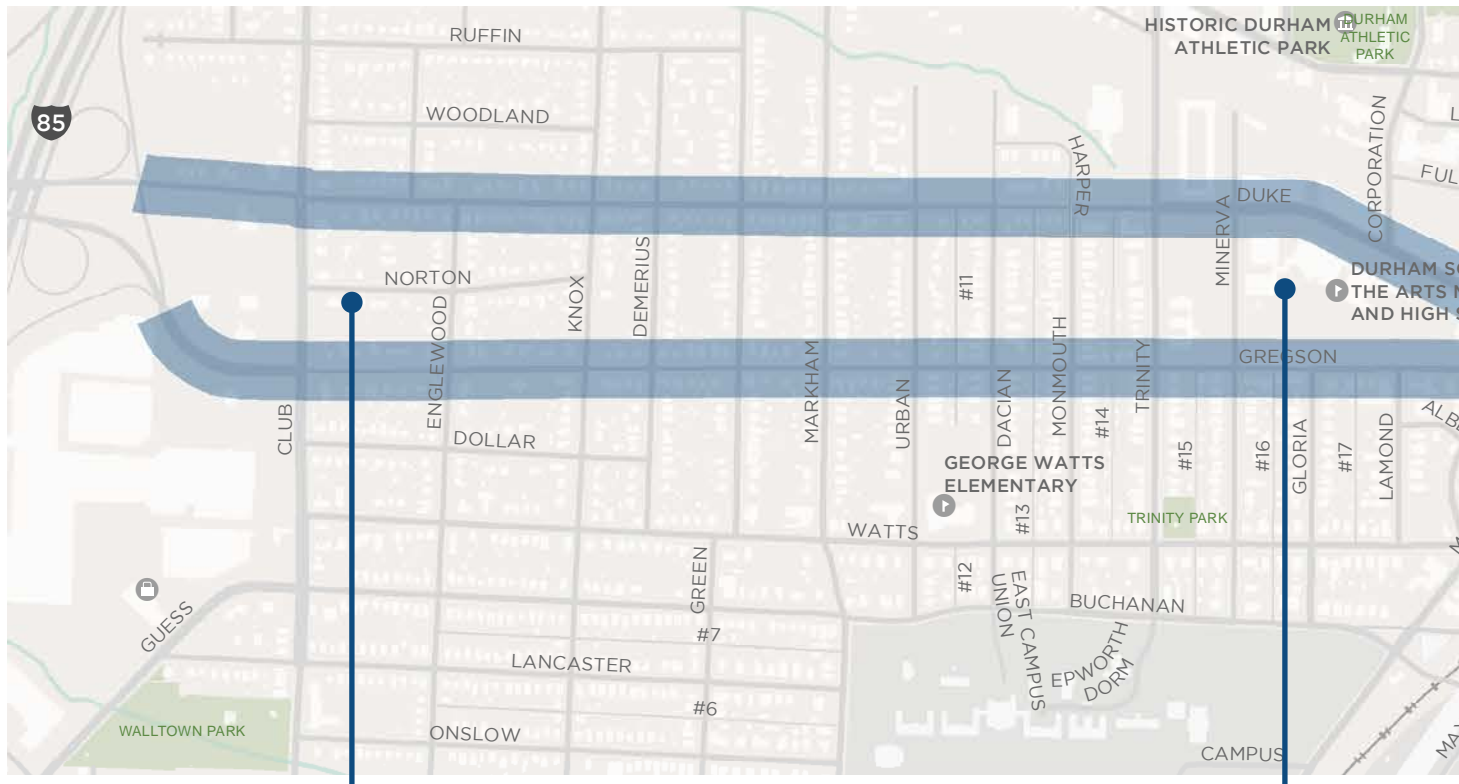 RUFFIN
HISTORIC DURHAM
ATHLETIC PARK
DURHAM
ATHLETIC
PARK
85
WOODLAND
CORPORATION
HARPER
DUKE
MINERVA
NORTON
ENGLEWOOD
KNOX
DEMERIUS
#11
DURHAM
THE ARTS
AND HIGH
GREGSON
CLUB
MARKHAM
URBAN
DACIAN
MONMOUTH
#14
TRINITY
DOLLAR
#15
#16
GLORIA
#17
LAMOND
GEORGE WATTS
ELEMENTARY
#13
TRINITY PARK
WATTS
GREEN
#12
UNION
EAST CAMPUS
BUCHANAN
GUESS
#7
LANCASTER
EPWORTH
DORM
#6
WALLTOWN PARK
ONSLOW
CAMPUS